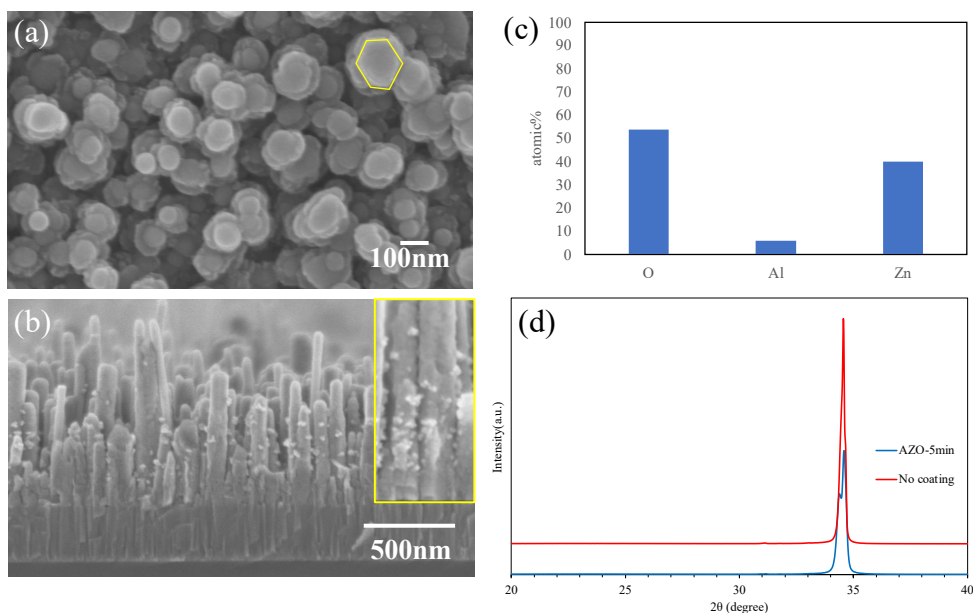 (a)
100nm
(b)
500nm
(c)
100
90
80
70
60
50
40
30
20
10
0
atomic%
O Al Zn
(d)
Intensity(a.u.)
AZO-5min
No coating
20 25 30 35 40
2θ (degree)